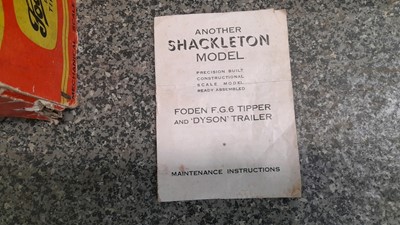 ANOTHER
SHACKLETON
MODEL
PRECISION BUILT
CONSTRUCTIONAL
SCALE MODEL
READY ASSEMBLED
FODEN F.G.6 TIPPER
AND 'DYSON' TRAILER
MAINTENANCE INSTRUCTIONS